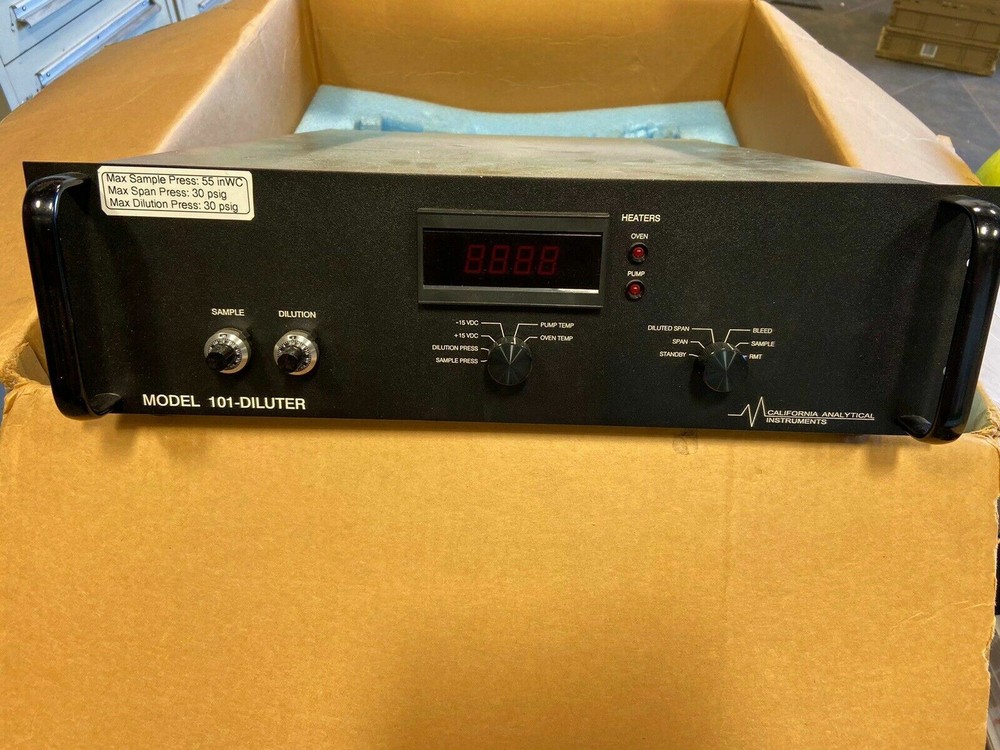 Max Sample Press: 55 inWC
Max Span Press: 30 psig
Max Dilution Press: 30 psig
HEATERS
OVEN
PUMP
8.8.8.8
SAMPLE
DILUTION
-15 VDC
+15 VDC
DILUTION PRESS
SAMPLE PRESS
PUMP TEMP
OVEN TEMP
DILUTED SPAN
SPAN
STANDBY
BLEED
SAMPLE
RMT
MODEL 101-DILUTER
CALIFORNIA ANALYTICAL
INSTRUMENTS